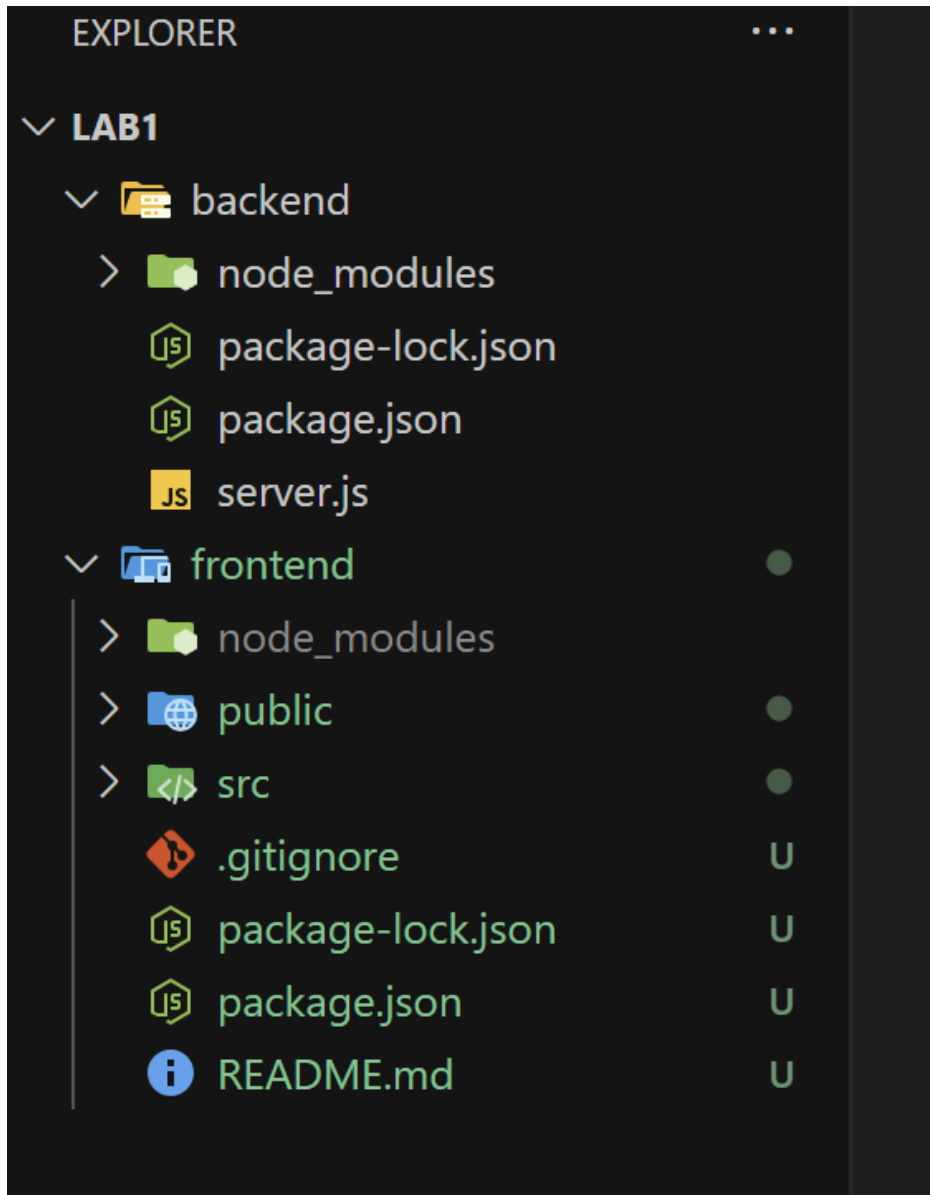 EXPLORER ...
LAB1
backend
node_modules
package-lock.json
package.json
JS server.js
frontend
node_modules
public
src
.gitignore U
package-lock.json U
package.json U
README.md U